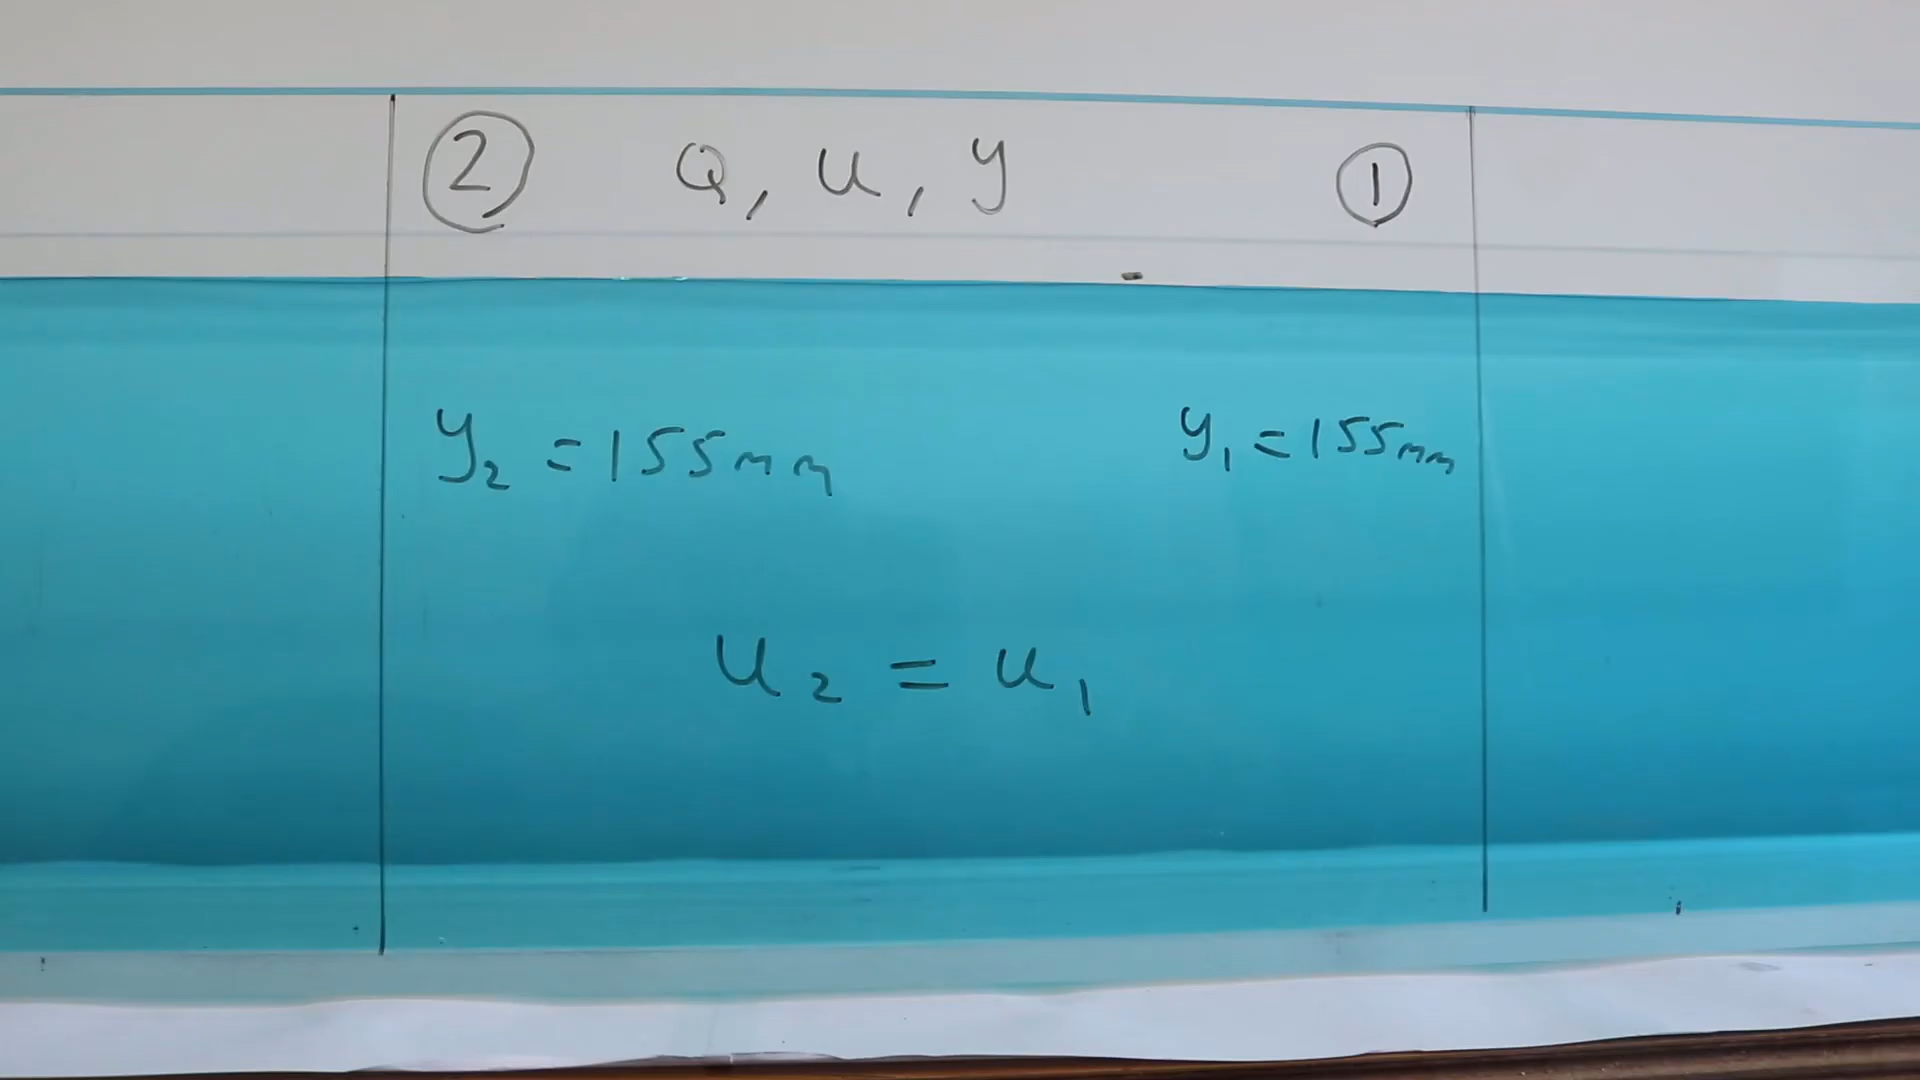 ② Q, u, y ①
y₂ = 155mm y₁ = 155mm
u₂ = u₁